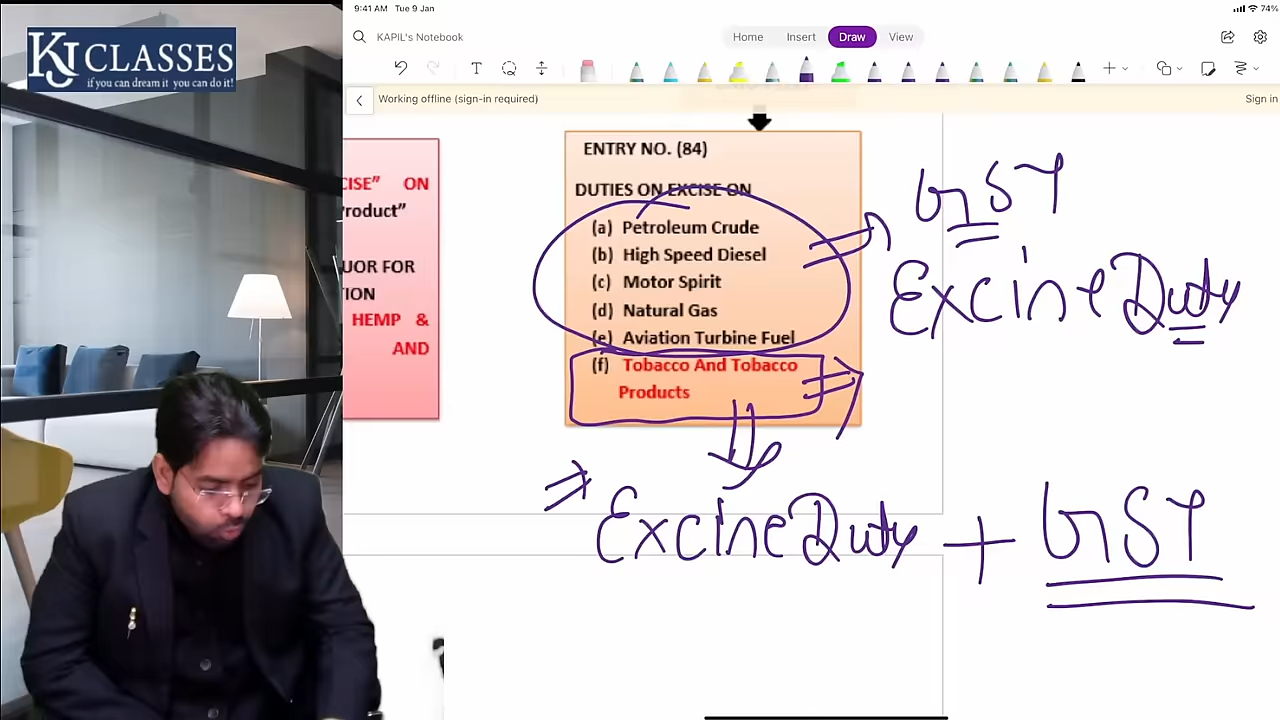 9:41 AM Tue 9 Jan
74%
KJ CLASSES
if you can dream it you can do it!
KAPIL's Notebook
Home Insert Draw View
Working offline (sign-in required)
Sign in
CISE” ON
Product”
UOR FOR
TION
HEMP &
AND
ENTRY NO. (84)
DUTIES ON EXCISE ON
(a) Petroleum Crude
(b) High Speed Diesel
(c) Motor Spirit
(d) Natural Gas
(e) Aviation Turbine Fuel
(f) Tobacco And Tobacco
Products
GST
Excine Duty
Excine Duty + GST